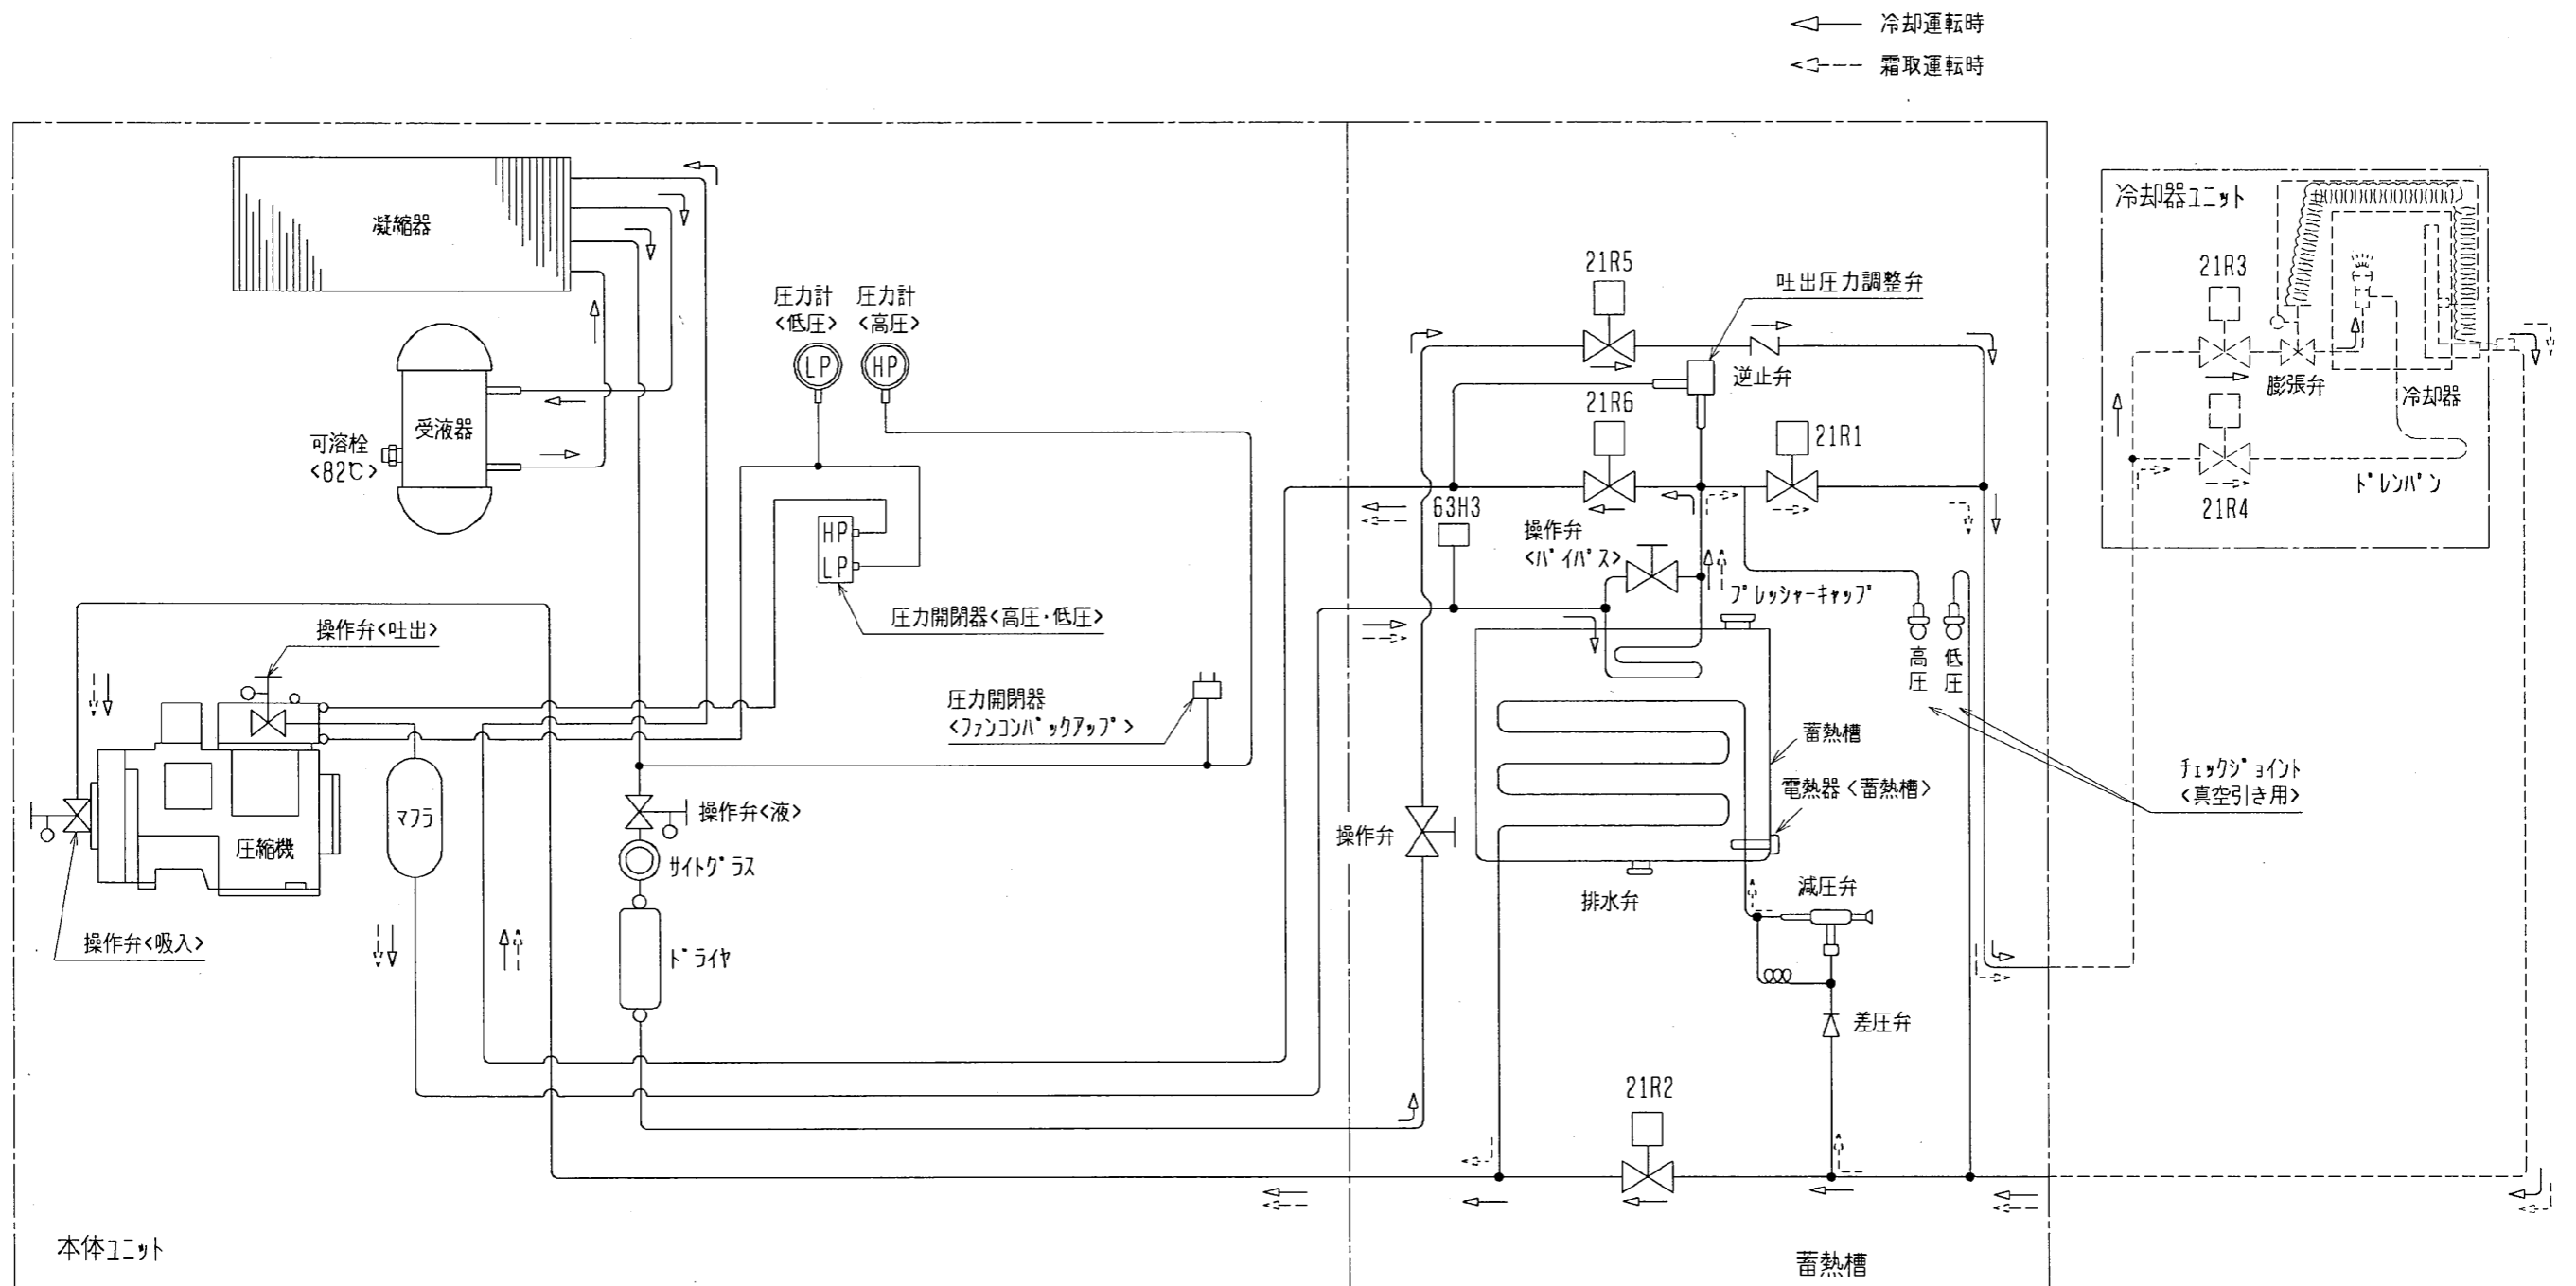 冷却運転時
霜取運転時
凝縮器
受液器
可溶栓
<82℃>
圧力計
<低圧>
圧力計
<高圧>
LP
HP
HP
LP
圧力開閉器<高圧・低圧>
操作弁<吐出>
圧力開閉器
<ファンコンバックアップ>
マフラ
圧縮機
操作弁<吸入>
操作弁<液>
サイトグラス
ドライヤ
本体ユニット
21R5
吐出圧力調整弁
逆止弁
21R6
21R1
63H3
操作弁
<バイパス>
プレッシャーキャップ
高圧
低圧
蓄熱槽
電熱器<蓄熱槽>
操作弁
排水弁
減圧弁
差圧弁
21R2
チェックジョイント
<真空引き用>
蓄熱槽
冷却器ユニット
21R3
膨張弁
冷却器
21R4
ドレンパン